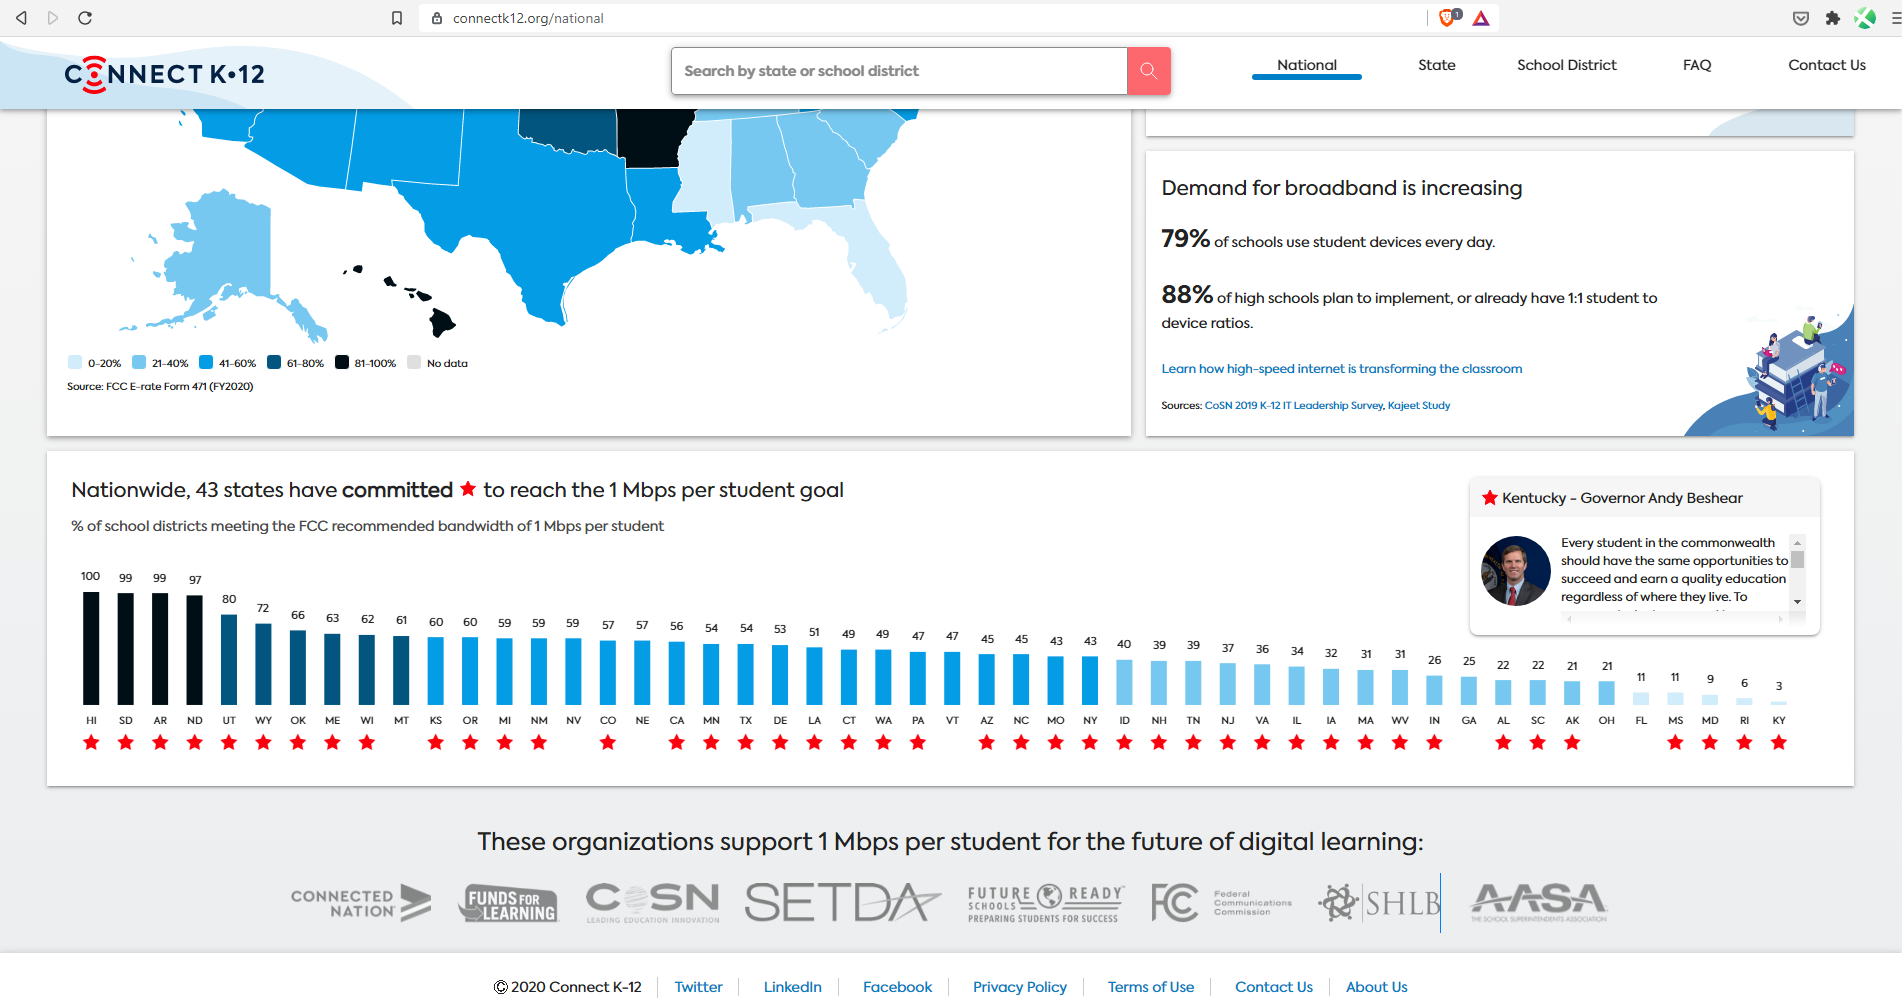 connectk12.org/national
1
CONNECT K•12
Search by state or school district
National
State
School District
FAQ
Contact Us
0-20%
21-40%
41-60%
61-80%
81-100%
No data
Source: FCC E-rate Form 471 (FY2020)
Demand for broadband is increasing
79% of schools use student devices every day.
88% of high schools plan to implement, or already have 1:1 student to
device ratios.
Learn how high-speed internet is transforming the classroom
Sources: CoSN 2019 K-12 IT Leadership Survey, Kajeet Study
Nationwide, 43 states have committed ★ to reach the 1 Mbps per student goal
% of school districts meeting the FCC recommended bandwidth of 1 Mbps per student
★ Kentucky - Governor Andy Beshear
Every student in the commonwealth
should have the same opportunities to
succeed and earn a quality education
regardless of where they live. To
100 99 99 97 80 72 66 63 62 61 60 60 59 59 59 57 57 56 54 54 53 51 49 49 47 47 45 45 43 43 40 39 39 37 36 34 32 31 31 26 25 22 22 21 21 11 11 9 6 3
HI SD AR ND UT WY OK ME WI MT KS OR MI NM NV CO NE CA MN TX DE LA CT WA PA VT AZ NC MO NY ID NH TN NJ VA IL IA MA WV IN GA AL SC AK OH FL MS MD RI KY
These organizations support 1 Mbps per student for the future of digital learning:
CONNECTED
NATION
FUNDS FOR
LEARNING
COSN
LEADING EDUCATION INNOVATION
SETDA
FUTURE READY
SCHOOLS
PREPARING STUDENTS FOR SUCCESS
FCC
Federal
Communications
Commission
SHLB
AASA
THE SCHOOL SUPERINTENDENTS ASSOCIATION
© 2020 Connect K-12
Twitter
LinkedIn
Facebook
Privacy Policy
Terms of Use
Contact Us
About Us